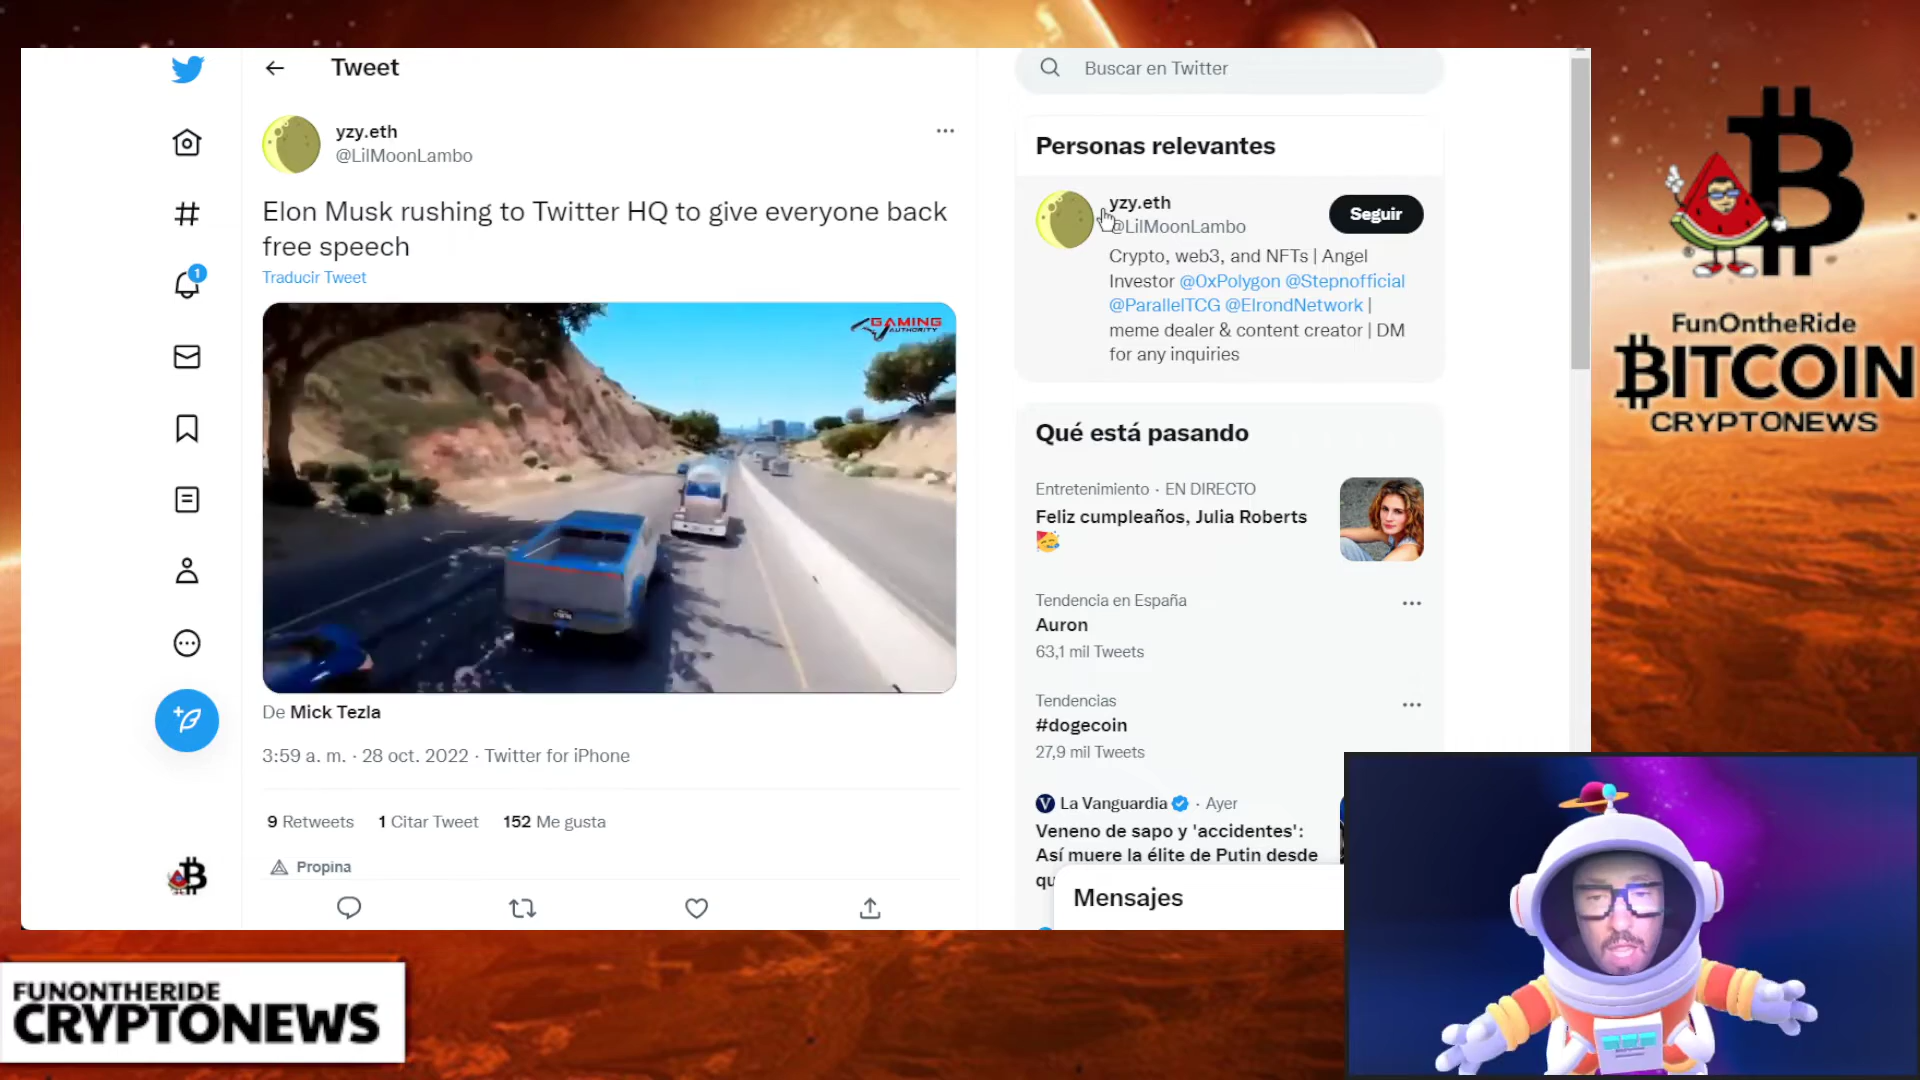 Tweet
yzy.eth
@LilMoonLambo
Elon Musk rushing to Twitter HQ to give everyone back
free speech
Traducir Tweet
GAMING
AUTHORITY
De Mick Tezla
3:59 a. m. · 28 oct. 2022 · Twitter for iPhone
9 Retweets 1 Citar Tweet 152 Me gusta
Propina
1
Buscar en Twitter
Personas relevantes
yzy.eth
@LilMoonLambo
Seguir
Crypto, web3, and NFTs | Angel
Investor @0xPolygon @Stepnofficial
@ParallelTCG @ElrondNetwork |
meme dealer & content creator | DM
for any inquiries
Qué está pasando
Entretenimiento · EN DIRECTO
Feliz cumpleaños, Julia Roberts
Tendencia en España
Auron
63,1 mil Tweets
Tendencias
#dogecoin
27,9 mil Tweets
La Vanguardia · Ayer
Veneno de sapo y 'accidentes':
Así muere la élite de Putin desde
qu
Mensajes
FunOntheRide
BITCOIN
CRYPTONEWS
FUNONTHERIDE
CRYPTONEWS